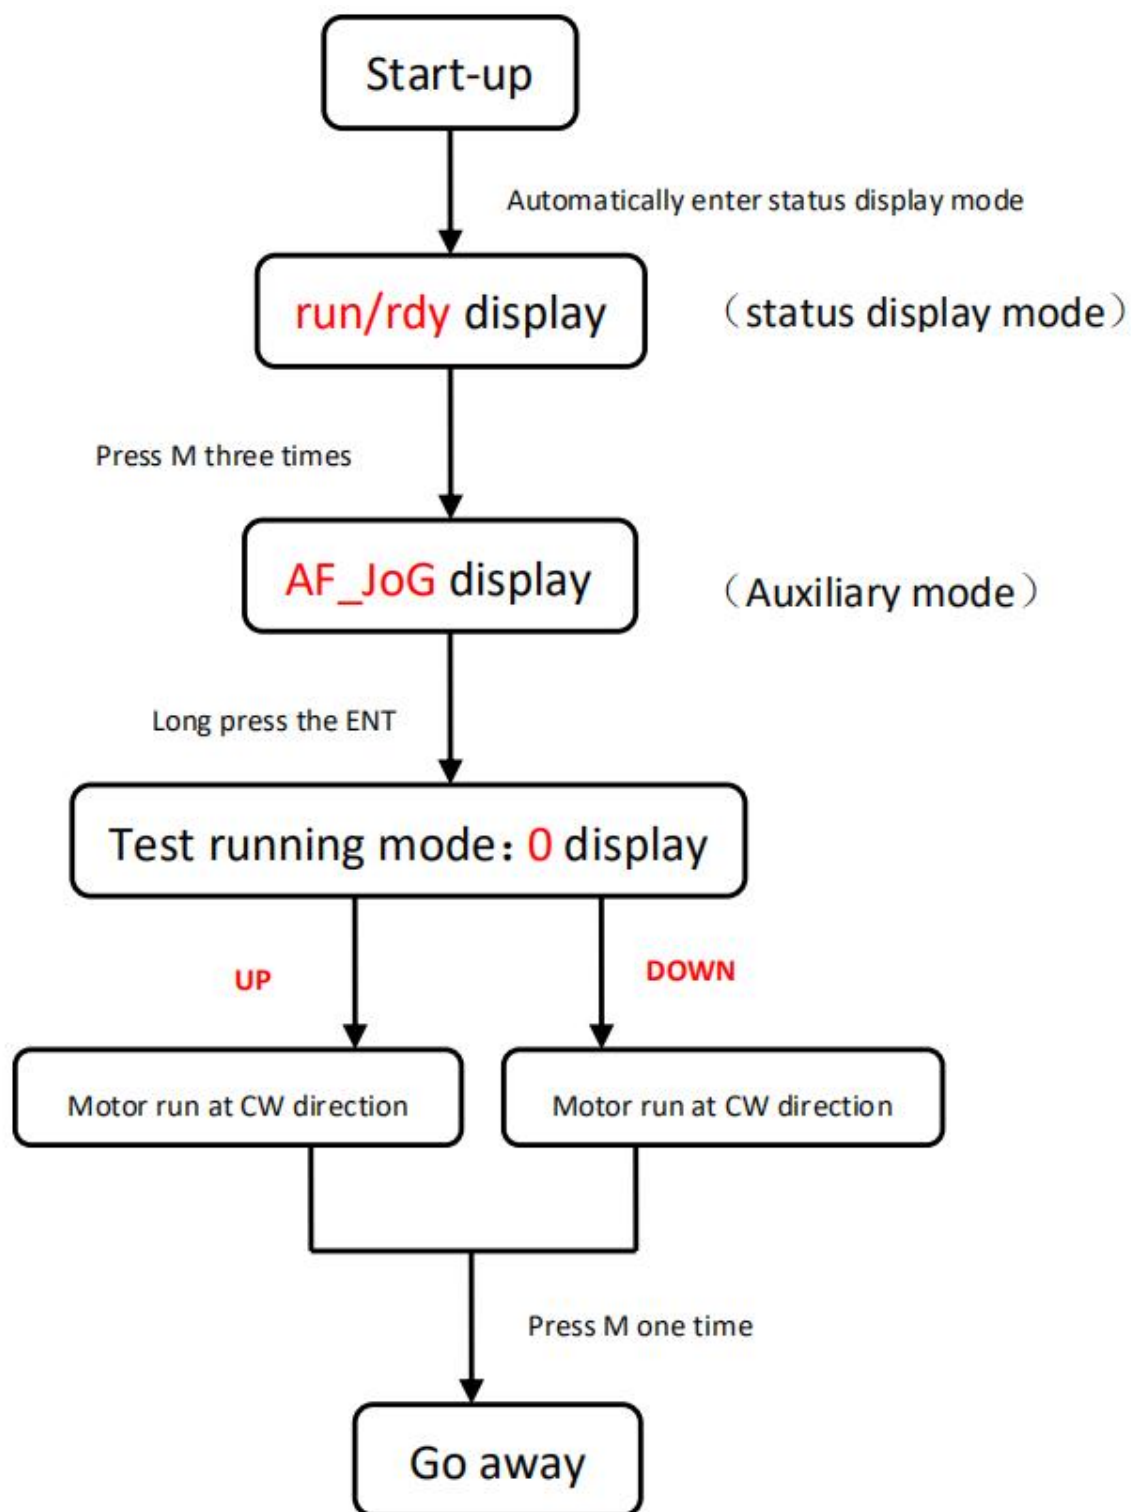 Start-up
Automatically enter status display mode
run/rdy display
（status display mode）
Press M three times
AF_JoG display
（Auxiliary mode）
Long press the ENT
Test running mode：0 display
UP
DOWN
Motor run at CW direction
Motor run at CW direction
Press M one time
Go away